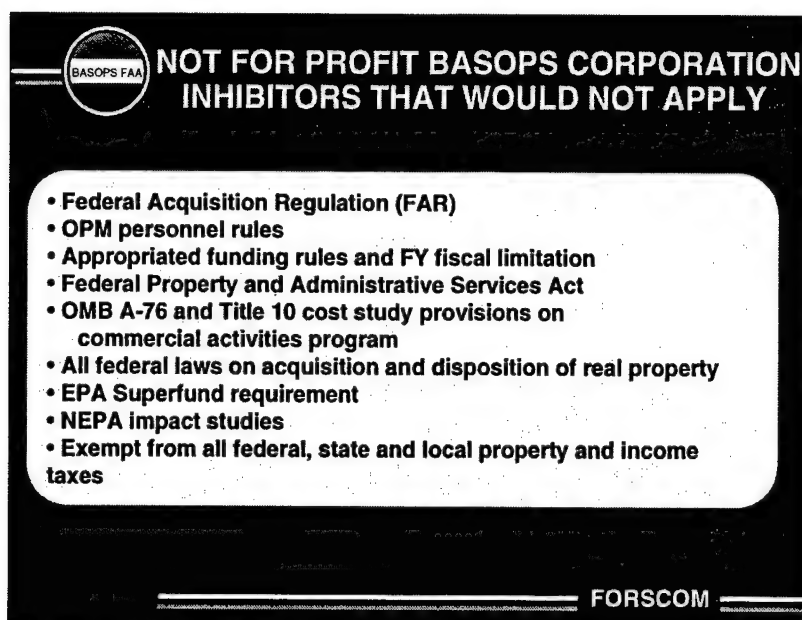 BASOPS FAA
NOT FOR PROFIT BASOPS CORPORATION
INHIBITORS THAT WOULD NOT APPLY
• Federal Acquisition Regulation (FAR)
• OPM personnel rules
• Appropriated funding rules and FY fiscal limitation
• Federal Property and Administrative Services Act
• OMB A-76 and Title 10 cost study provisions on
commercial activities program
• All federal laws on acquisition and disposition of real property
• EPA Superfund requirement
• NEPA impact studies
• Exempt from all federal, state and local property and income
taxes
FORSCOM